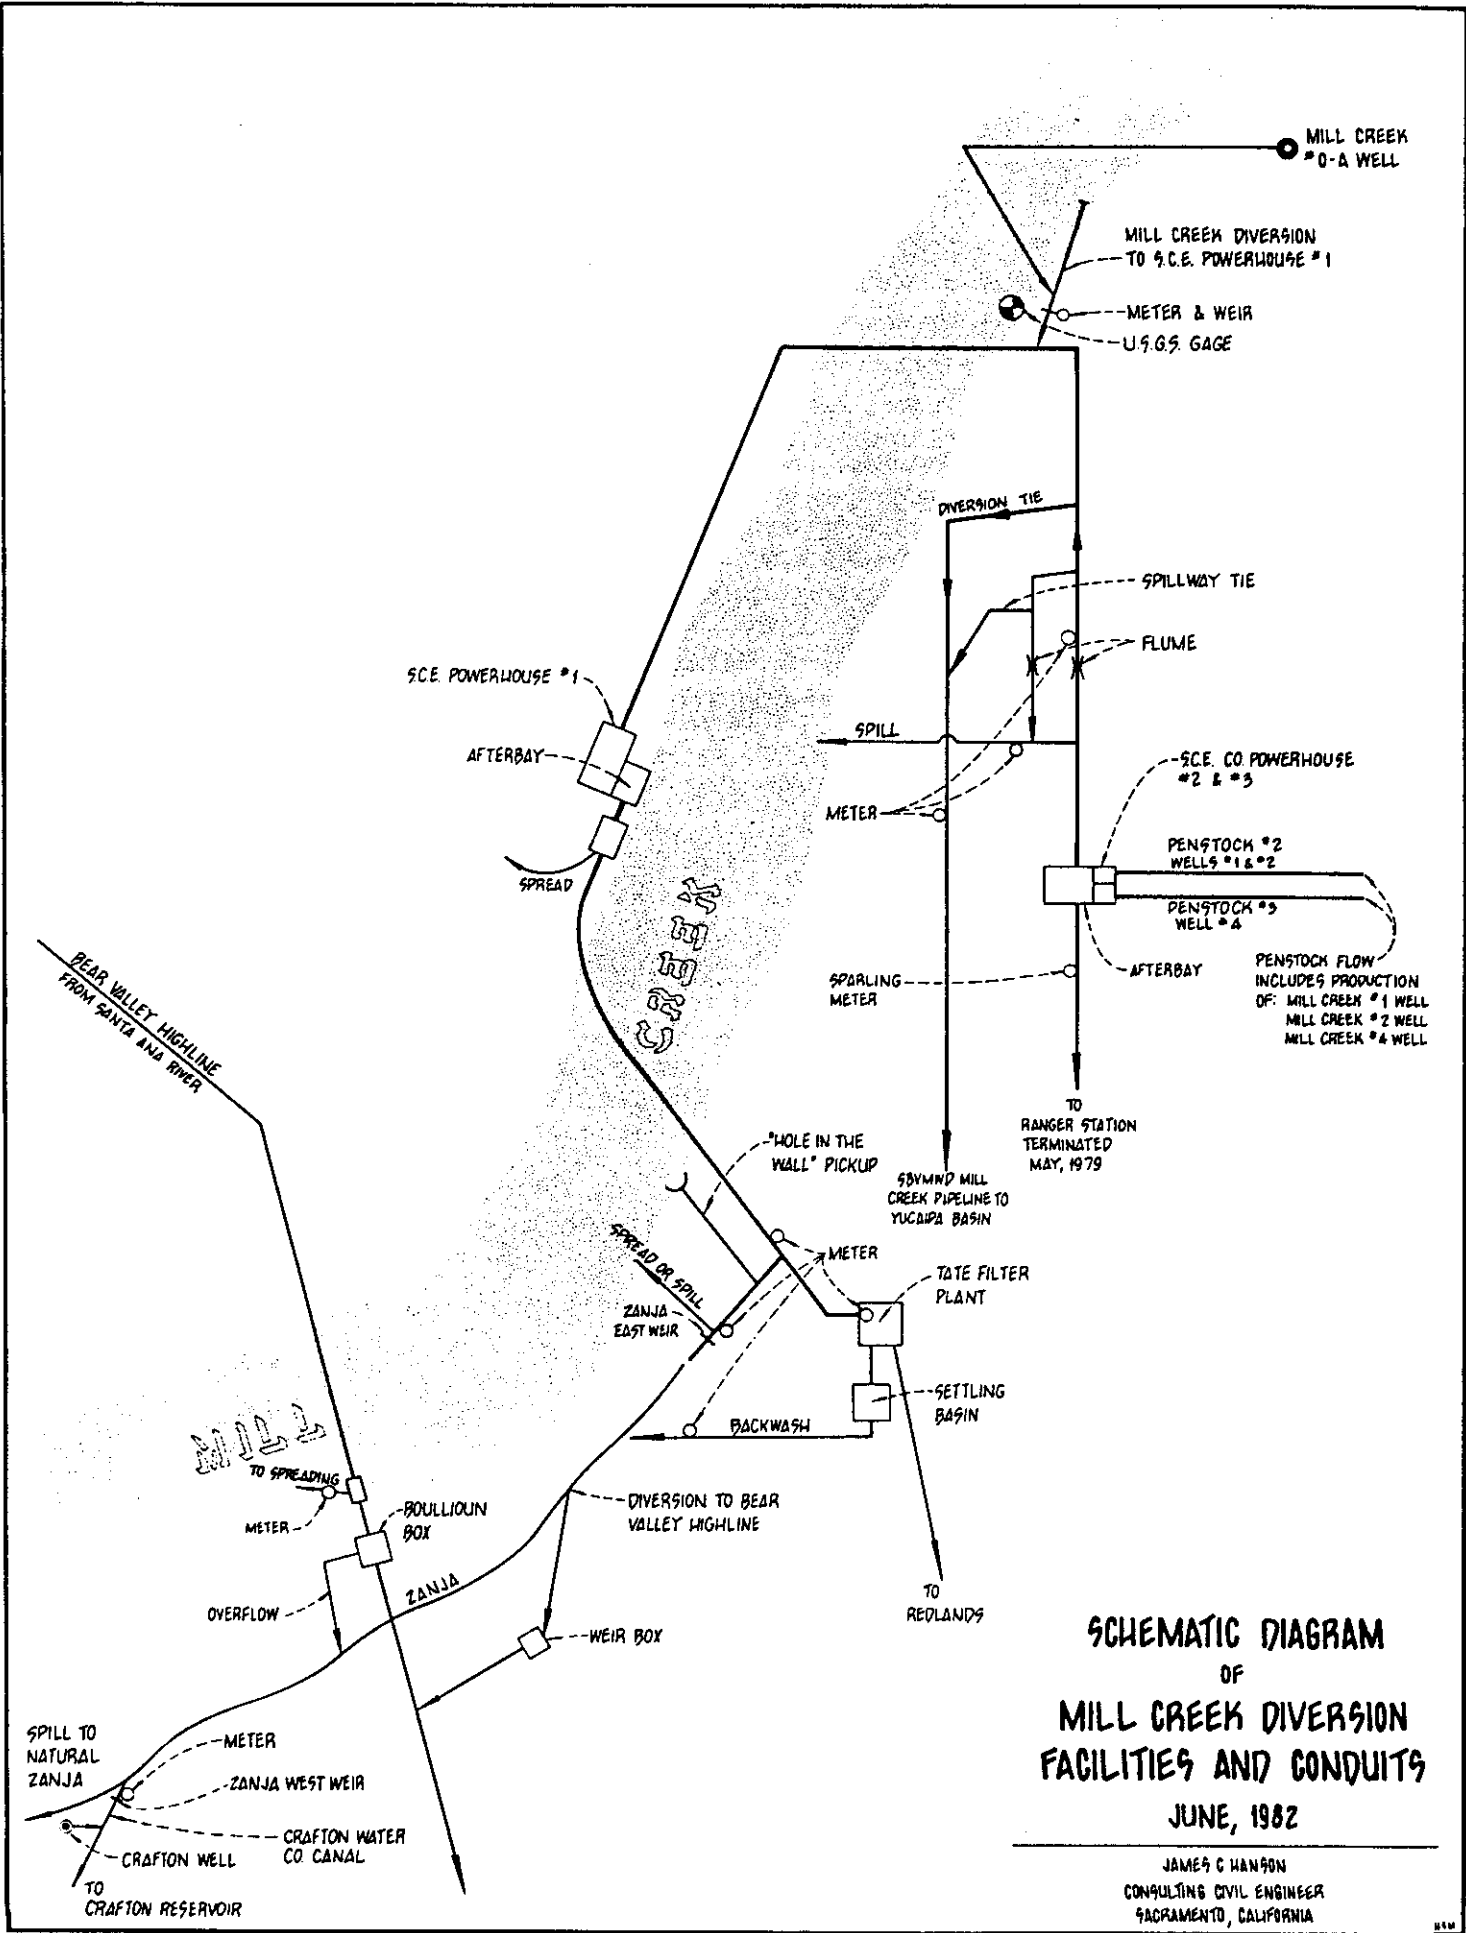 MILL CREEK
#0-A WELL
MILL CREEK DIVERSION
TO S.C.E. POWERHOUSE #1
METER & WEIR
U.S.G.S. GAGE
DIVERSION TIE
SPILLWAY TIE
FLUME
S.C.E. POWERHOUSE #1
AFTERBAY
SPILL
S.C.E. CO. POWERHOUSE
#2 & #3
METER
PENSTOCK #2
WELLS #1 & #2
PENSTOCK #3
WELL #4
SPREAD
CREEK
AFTERBAY
SPARLING
METER
PENSTOCK FLOW
INCLUDES PRODUCTION
OF: MILL CREEK #1 WELL
MILL CREEK #2 WELL
MILL CREEK #4 WELL
BEAR VALLEY HIGHLINE
FROM SANTA ANA RIVER
TO
RANGER STATION
TERMINATED
MAY, 1979
"HOLE IN THE
WALL" PICKUP
SBVMWD MILL
CREEK PIPELINE TO
YUCAIPA BASIN
SPREAD OR SPILL
METER
TATE FILTER
PLANT
ZANJA
EAST WEIR
SETTLING
BASIN
BACKWASH
MILL
TO SPREADING
METER
BOULLIOUN
BOX
DIVERSION TO BEAR
VALLEY HIGHLINE
ZANJA
OVERFLOW
WEIR BOX
TO
REDLANDS
SPILL TO
NATURAL
ZANJA
METER
ZANJA WEST WEIR
CRAFTON WATER
CO. CANAL
CRAFTON WELL
TO
CRAFTON RESERVOIR
SCHEMATIC DIAGRAM
OF
MILL CREEK DIVERSION
FACILITIES AND CONDUITS
JUNE, 1982
JAMES C HANSON
CONSULTING CIVIL ENGINEER
SACRAMENTO, CALIFORNIA